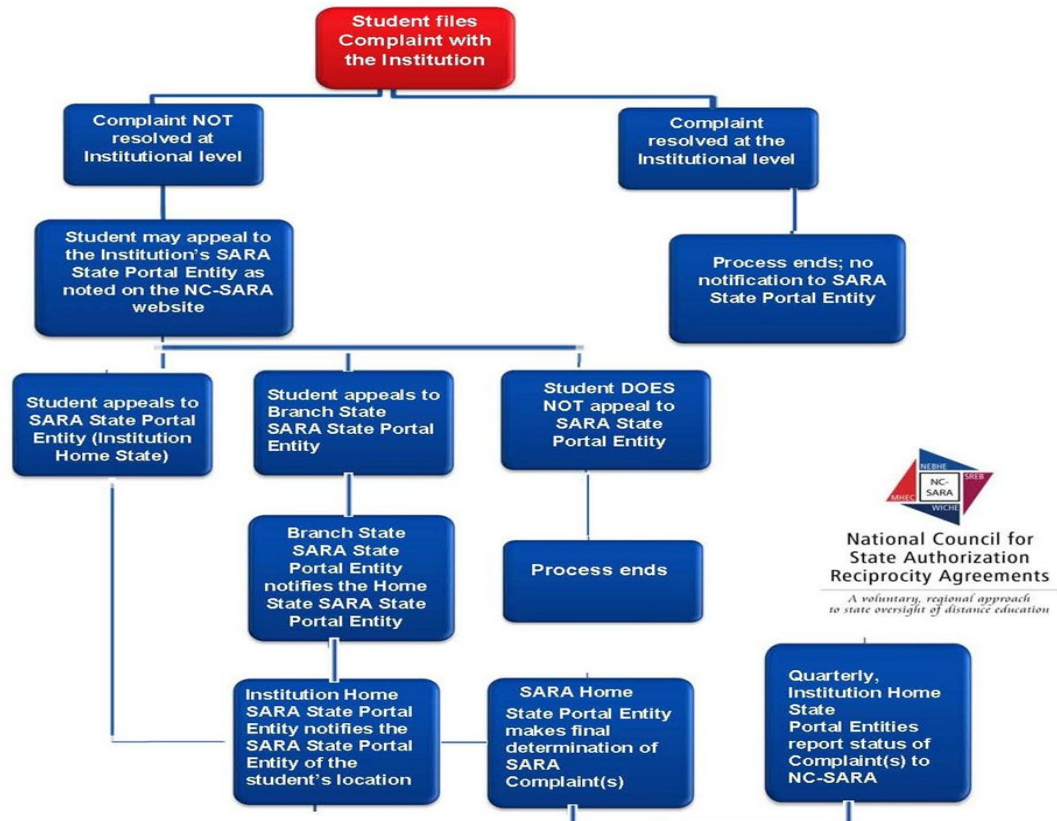 Student files
Complaint with
the Institution
Complaint NOT
resolved at
Institutional level
Complaint
resolved at the
Institutional level
Student may appeal to
the Institution's SARA
State Portal Entity as
noted on the NC-SARA
website
Process ends; no
notification to SARA
State Portal Entity
Student appeals to
SARA State Portal
Entity (Institution
Home State)
Student appeals to
Branch State
SARA State Portal
Entity
Student DOES
NOT appeal to
SARA State
Portal Entity
Branch State
SARA State
Portal Entity
notifies the Home
State SARA State
Portal Entity
Process ends
NEBHE
MHEC
NC-
SARA
SREB
WICHE
National Council for
State Authorization
Reciprocity Agreements
A voluntary, regional approach
to state oversight of distance education
Institution Home
SARA State Portal
Entity notifies the
SARA State Portal
Entity of the
student's location
SARA Home
State Portal Entity
makes final
determination of
SARA
Complaint(s)
Quarterly,
Institution Home
State
Portal Entities
report status of
Complaint(s) to
NC-SARA